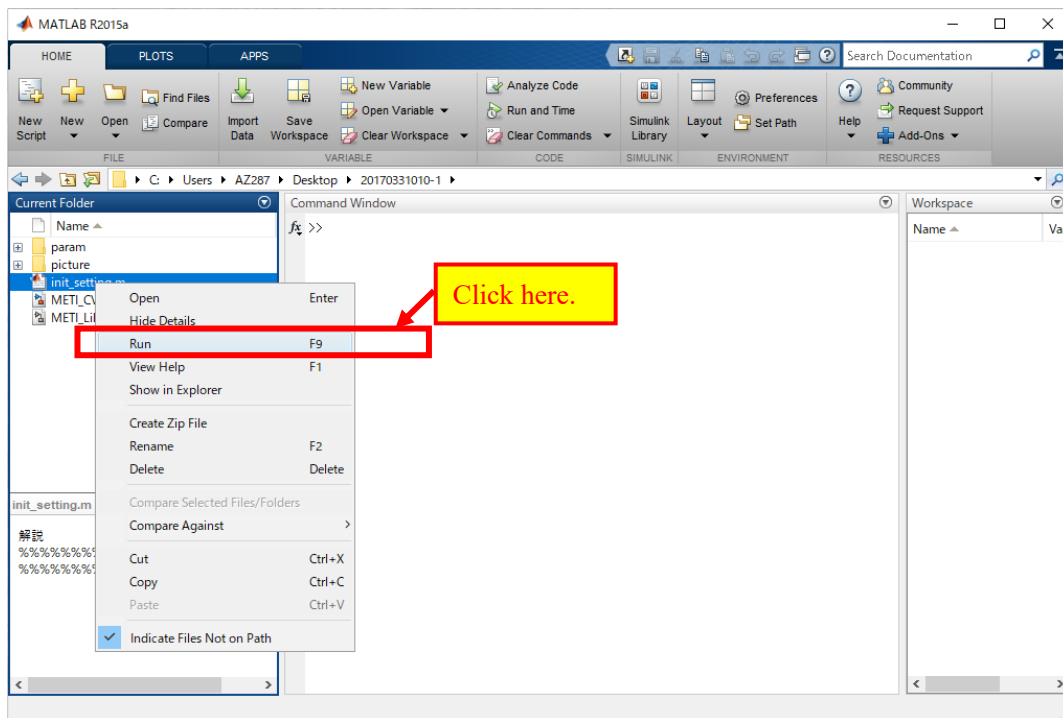 MATLAB R2015a
HOME PLOTS APPS
Search Documentation
New Script
New
Open
Find Files
Compare
Import Data
Save Workspace
New Variable
Open Variable
Clear Workspace
Analyze Code
Run and Time
Clear Commands
Simulink Library
Layout
Preferences
Set Path
Help
Community
Request Support
Add-Ons
FILE VARIABLE CODE SIMULINK ENVIRONMENT RESOURCES
C: Users AZ287 Desktop 20170331010-1
Current Folder
Name
param
picture
init_setting.m
METI_CV
METI_Li
Command Window
fx >>
Workspace
Name Va
Click here.
Open Enter
Hide Details
Run F9
View Help F1
Show in Explorer
Create Zip File
Rename F2
Delete Delete
Compare Selected Files/Folders
Compare Against
Cut Ctrl+X
Copy Ctrl+C
Paste Ctrl+V
Indicate Files Not on Path
init_setting.m
解説
%%%%%%%
%%%%%%%